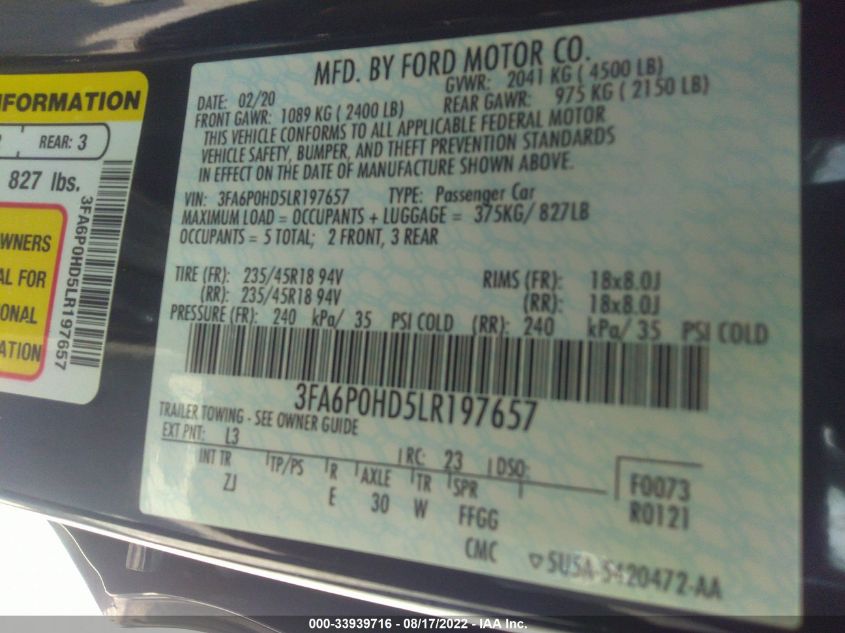 NFORMATION
REAR: 3
827 lbs.
3FA6P0HD5LR197657
WNERS
AL FOR
ONAL
ATION
MFD. BY FORD MOTOR CO.
DATE: 02/20 GVWR: 2041 KG ( 4500 LB)
FRONT GAWR: 1089 KG ( 2400 LB) REAR GAWR: 975 KG ( 2150 LB)
THIS VEHICLE CONFORMS TO ALL APPLICABLE FEDERAL MOTOR
VEHICLE SAFETY, BUMPER, AND THEFT PREVENTION STANDARDS
IN EFFECT ON THE DATE OF MANUFACTURE SHOWN ABOVE.
VIN: 3FA6P0HD5LR197657 TYPE: Passenger Car
MAXIMUM LOAD = OCCUPANTS + LUGGAGE = 375KG/ 827LB
OCCUPANTS = 5 TOTAL; 2 FRONT, 3 REAR
TIRE (FR): 235/45R18 94V RIMS (FR): 18x8.0J
(RR): 235/45R18 94V (RR): 18x8.0J
PRESSURE (FR): 240 kPa/ 35 PSI COLD (RR): 240 kPa/ 35 PSI COLD
3FA6P0HD5LR197657
TRAILER TOWING - SEE OWNER GUIDE
EXT PNT: L3 RC: 23 DSO:
INT TR TP/PS R AXLE TR SPR F0073
ZJ E 30 W FFGG R0121
CMC 5U5A-5420472-AA
000-33939716 - 08/17/2022 - IAA Inc.